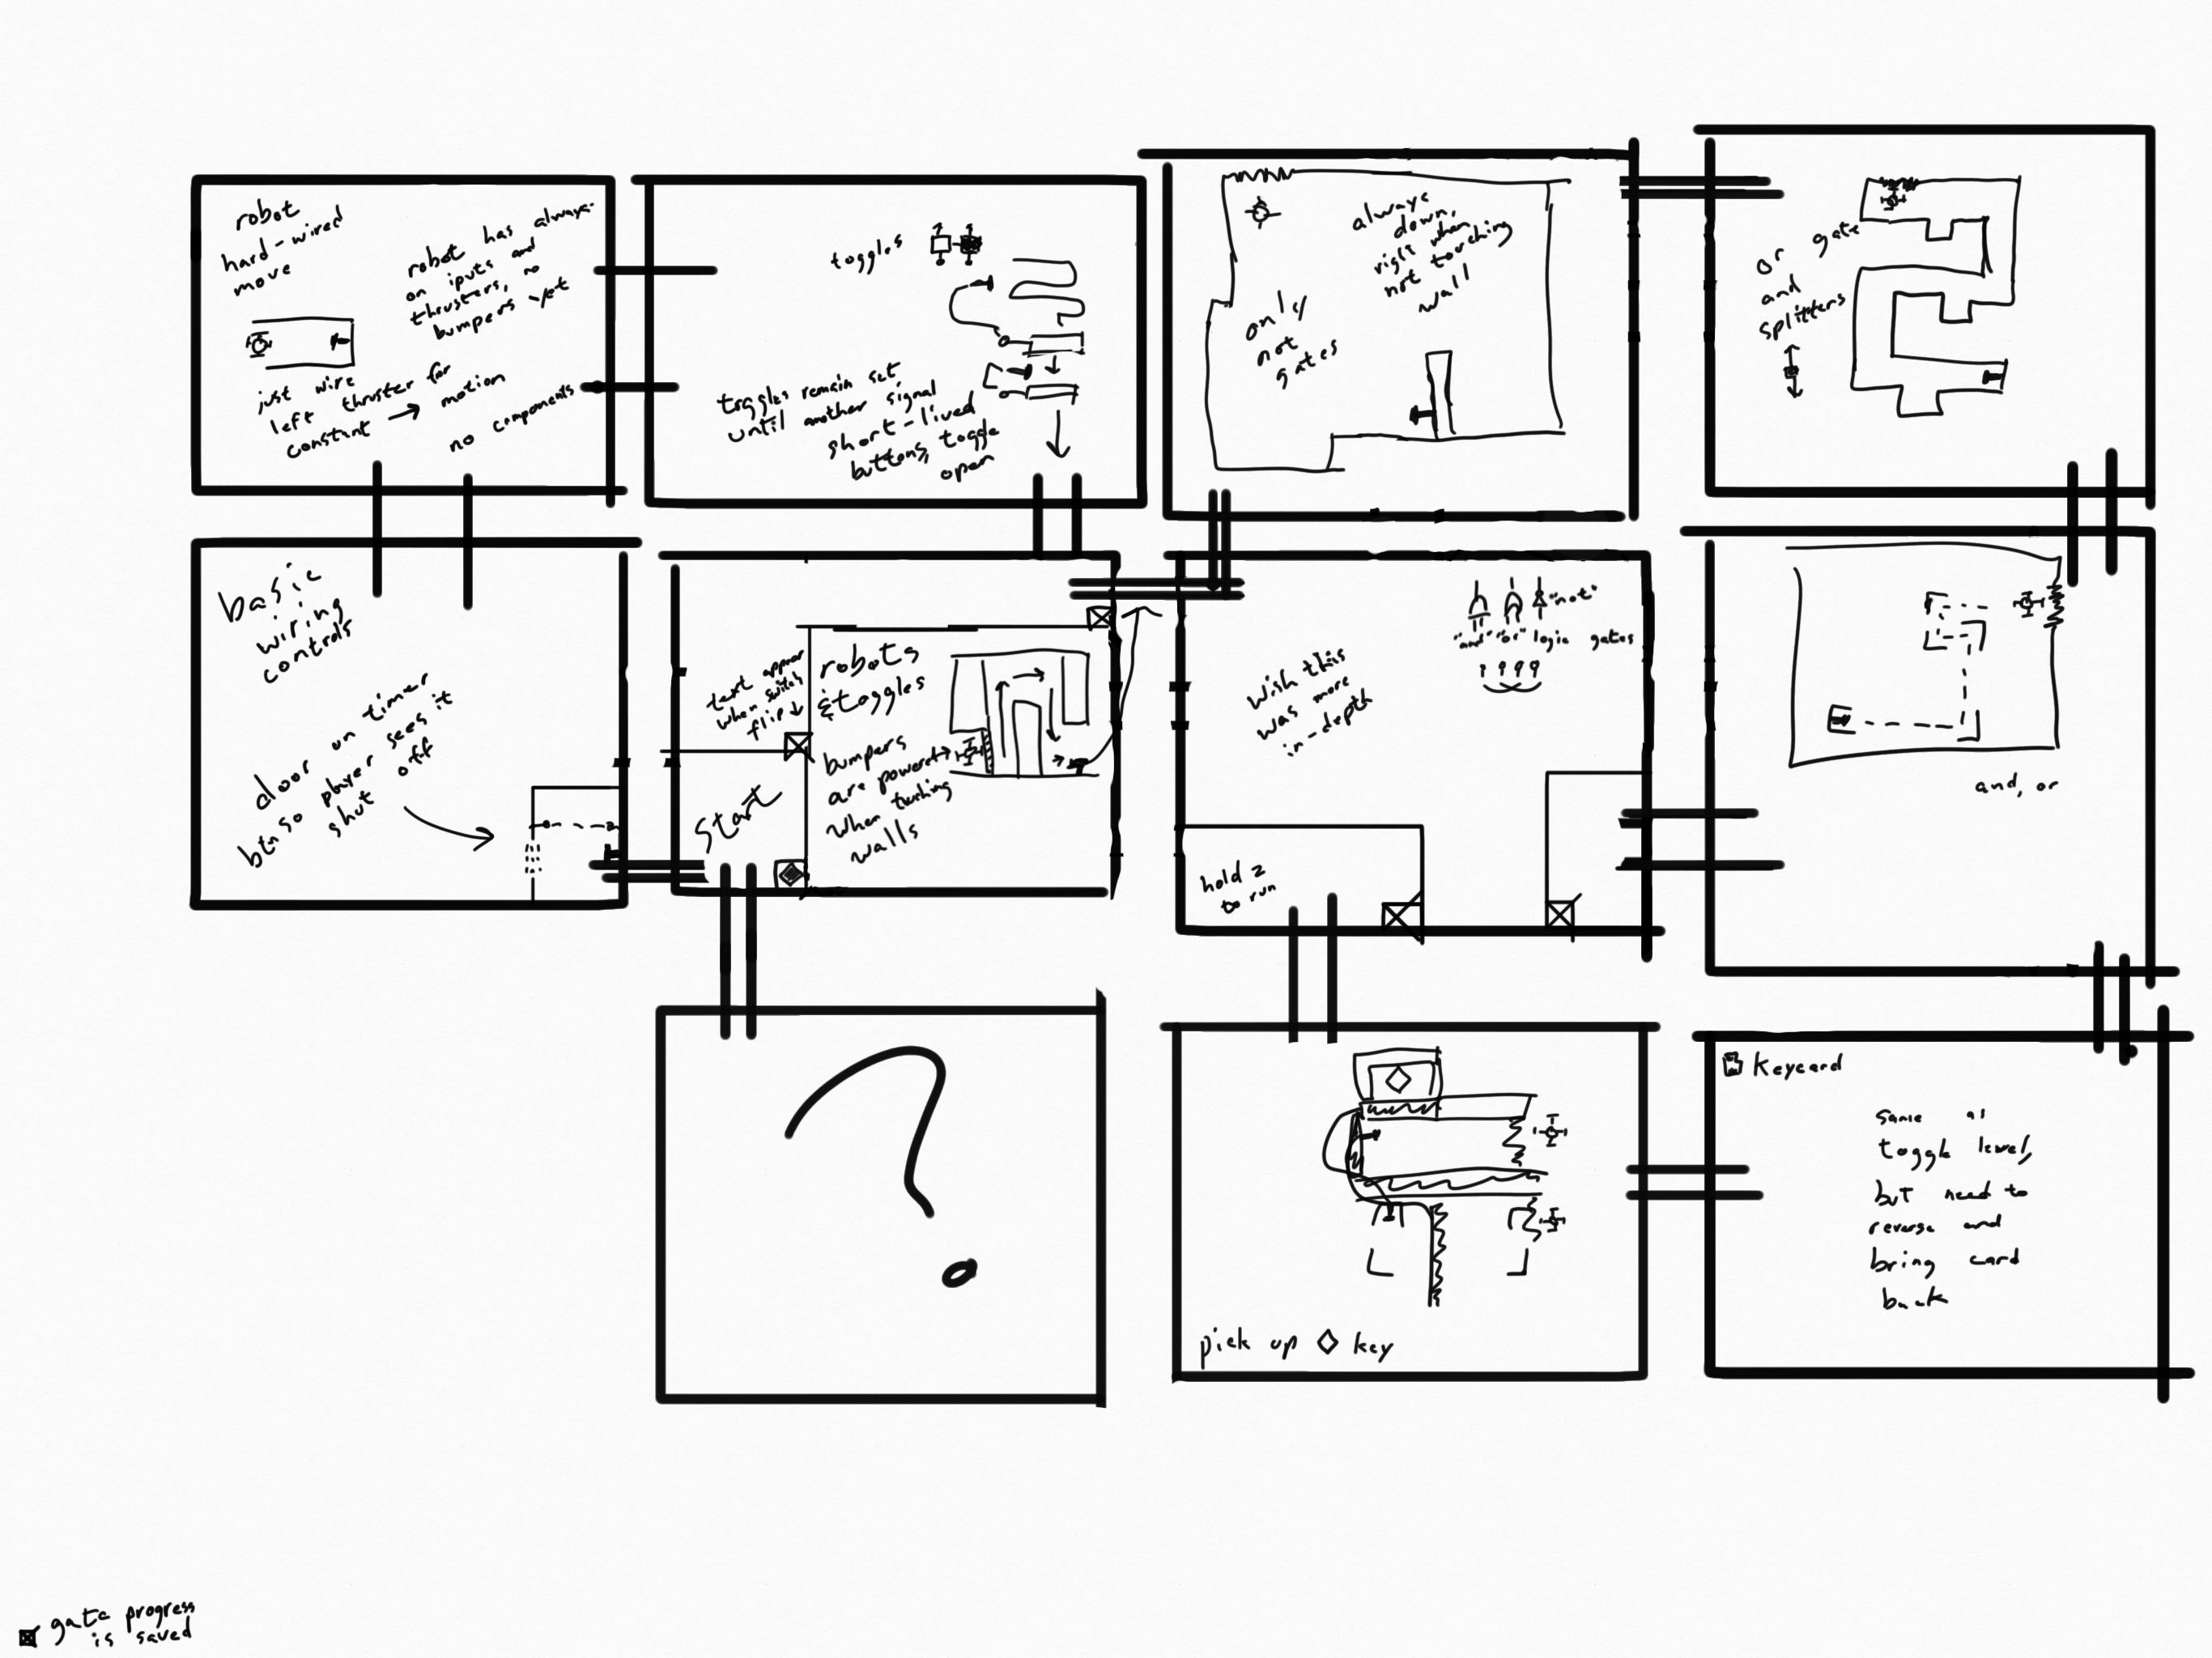 robot
hard-wired
move
robot has always-
on iputs and
thrusters, no
bumpers yet
just wire
left thruster for
constant → motion
no components
toggles
toggles remain set
until another signal
short-lived
buttons, toggle
open
always
down,
right when
not touching
wall
only
not
gates
or gate
and
splitters
basic
wiring
controls
door on timer
btn so player sees it
shut off
text appear
when switch
flip ↓
robots
& toggles
bumpers
are powered →
when tuching
walls
start
"not"
"and" "or" logic gates
wish this
was more
in-depth
hold z
to run
and, or
?
pick up ◇ key
keycard
same as
toggle level,
but need to
reverse and
bring card
back
gate progress
is saved